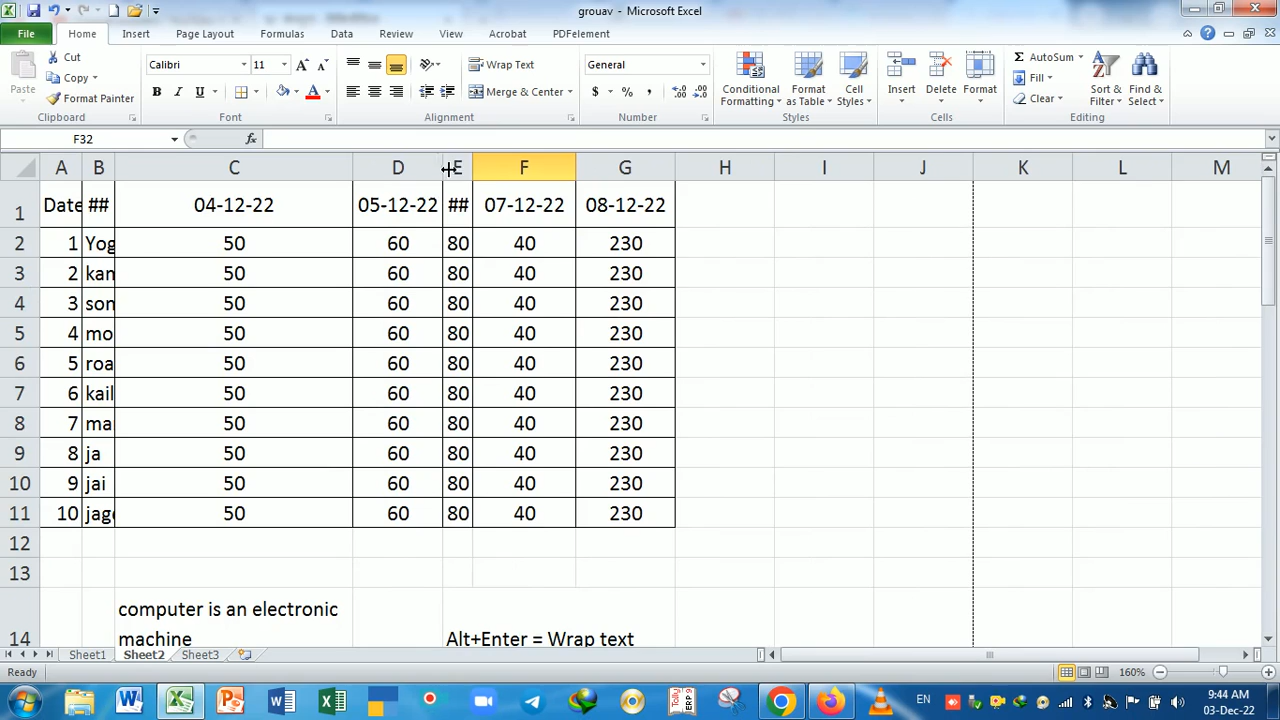 grouav - Microsoft Excel
File Home Insert Page Layout Formulas Data Review View Acrobat PDFelement
Paste
Cut
Copy
Format Painter
Clipboard
Calibri 11
B I U
Font
Wrap Text
Merge & Center
Alignment
General
$ % ,
Number
Conditional Formatting
Format as Table
Cell Styles
Styles
Insert
Delete
Format
Cells
AutoSum
Fill
Clear
Sort & Filter
Find & Select
Editing
F32 fx
A B C D E F G H I J K L M
1 Date ## 04-12-22 05-12-22 ## 07-12-22 08-12-22
2 1 Yog 50 60 80 40 230
3 2 kan 50 60 80 40 230
4 3 son 50 60 80 40 230
5 4 mo 50 60 80 40 230
6 5 roa 50 60 80 40 230
7 6 kail 50 60 80 40 230
8 7 ma 50 60 80 40 230
9 8 ja 50 60 80 40 230
10 9 jai 50 60 80 40 230
11 10 jag 50 60 80 40 230
12
13
14 computer is an electronic
machine Alt+Enter = Wrap text
Sheet1 Sheet2 Sheet3
Ready 160%
EN 9:44 AM
03-Dec-22